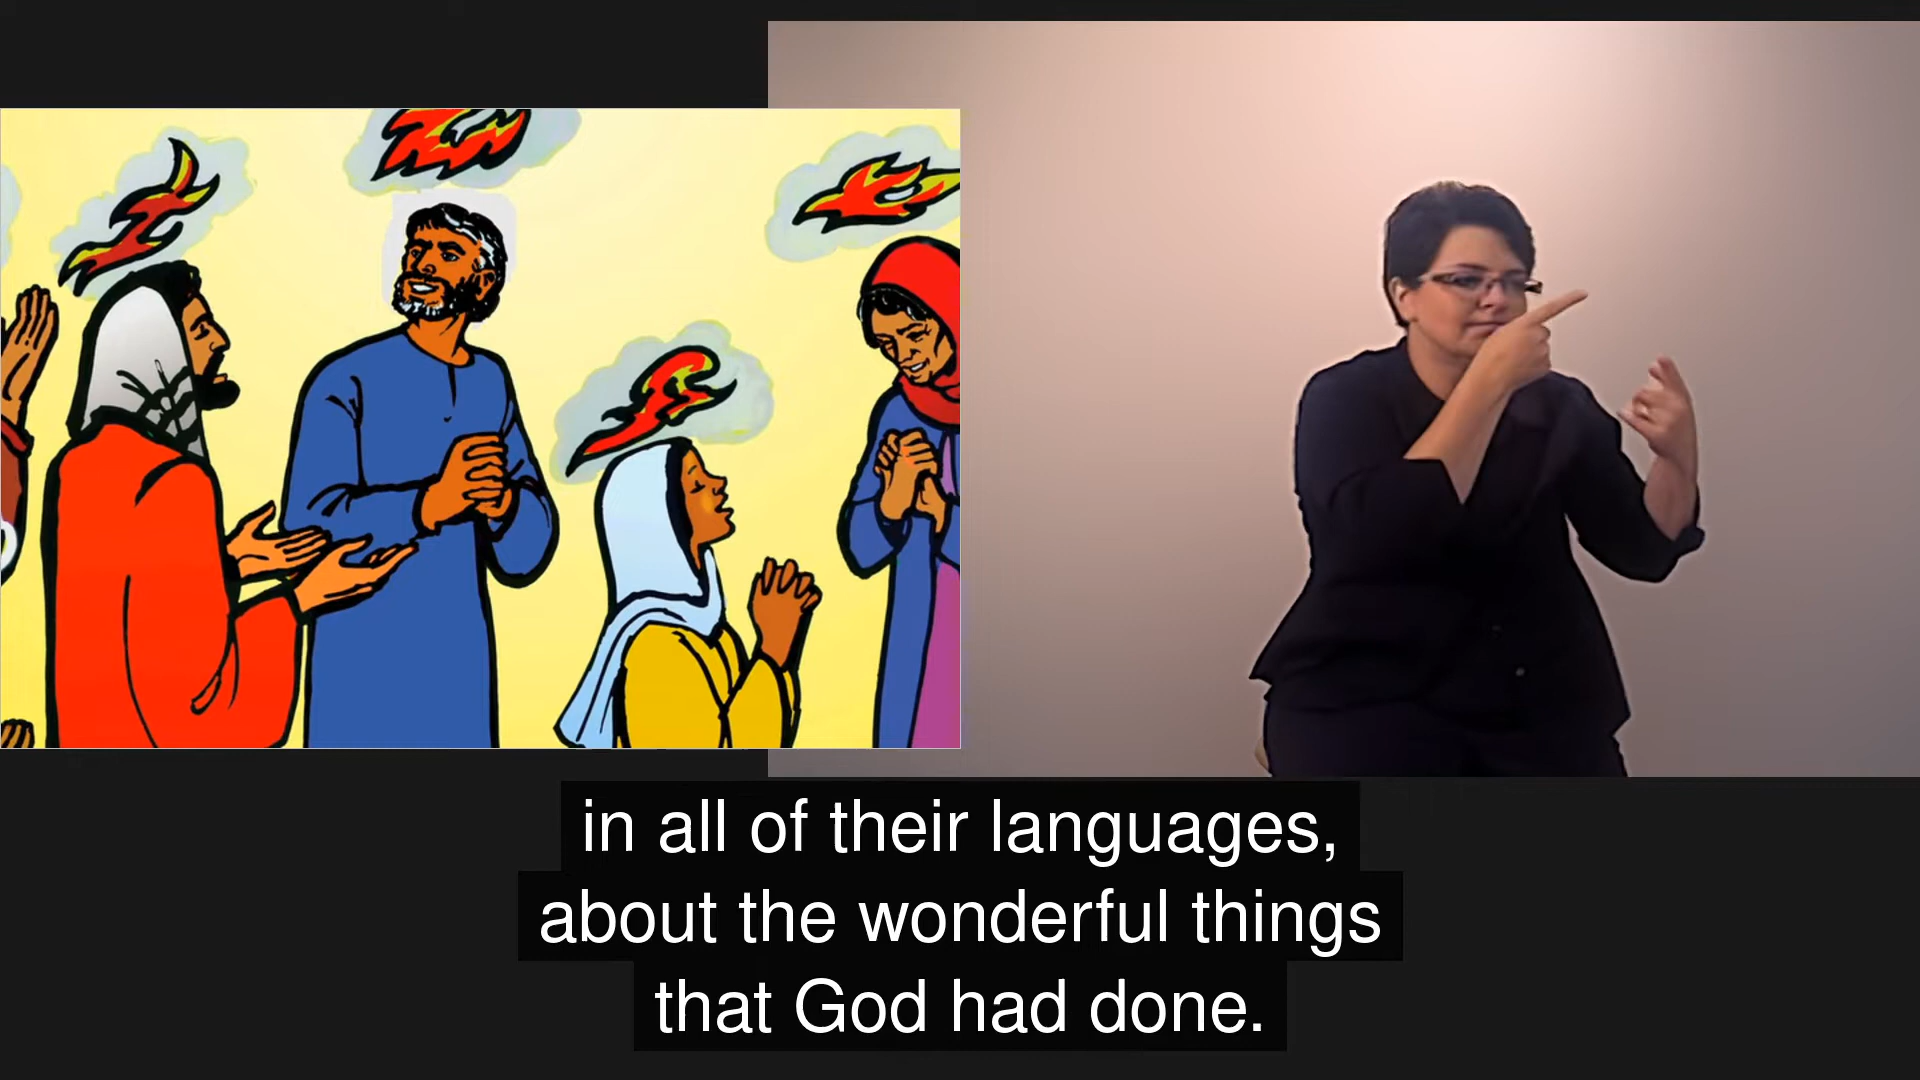 in all of their languages,
about the wonderful things
that God had done.